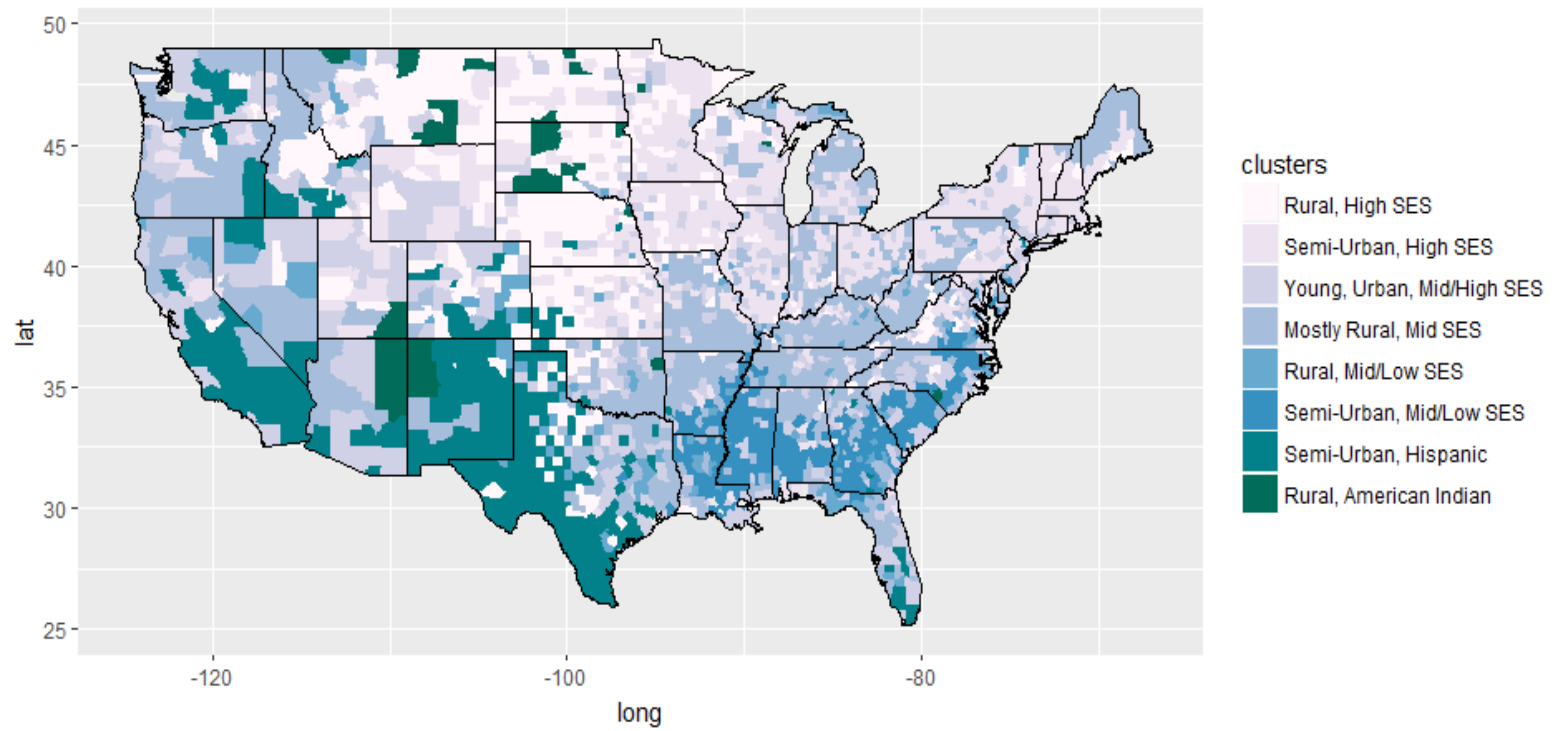 50
45
40
35
30
25
lat
-120
-100
-80
long
clusters
Rural, High SES
Semi-Urban, High SES
Young, Urban, Mid/High SES
Mostly Rural, Mid SES
Rural, Mid/Low SES
Semi-Urban, Mid/Low SES
Semi-Urban, Hispanic
Rural, American Indian